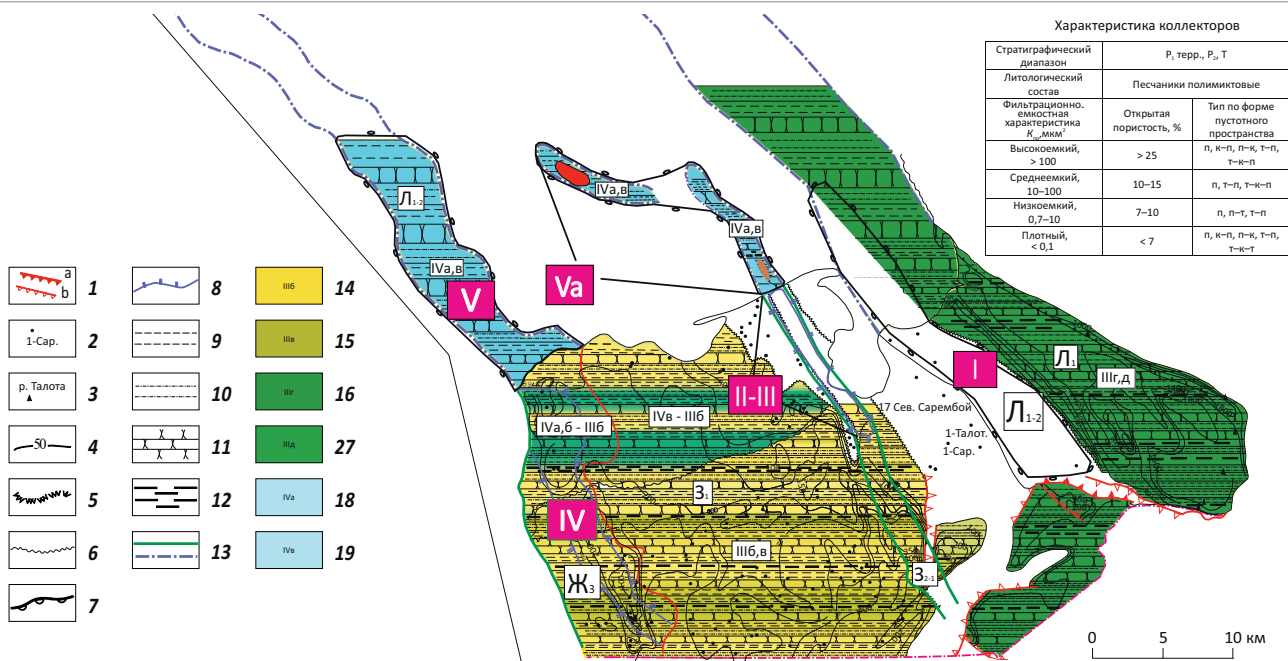 Характеристика коллекторов
Стратиграфический диапазон
P₁ терр., P₂, T
Литологический состав
Песчаники полимиктовые
Фильтрационно-емкостная характеристика
мкм²
Открытая пористость, %
Тип по форме пустотного пространства
Высокоемкий, > 100
> 25
п, к–п, п–к, т–п, т–к–п
Среднеемкий, 10–100
10–15
п, т–п, т–к–п
Низкоемкий, 0,7–10
7–10
п, п–т, т–п
Плотный, < 0,1
< 7
п, к–п, п–к, т–п, т–к–т
a
b
1
1-Сар.
2
р. Талота
3
50
4
5
6
7
8
9
10
11
12
13
IIIб
14
IIIв
15
IIIг
16
IIIд
27
IVa
18
IVв
19
Л₁₋₂
IVа,в
V
IVа,в
IVа,в
Va
II-III
I
Л₁
IIIг,д
Л₁₋₂
17 Сев. Сарембой
1-Талот.
1-Сар.
IVв - IIIб
IVа,б - IIIб
З₁
IV
IIIб,в
Ж₃
З₂₋₁
0 5 10 км